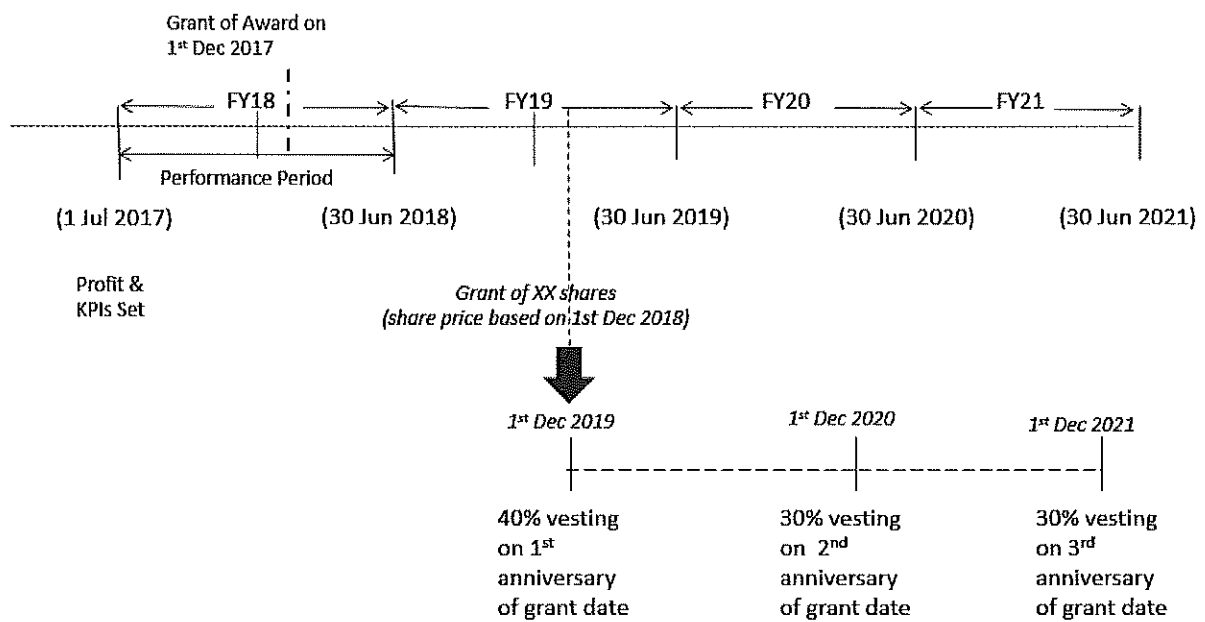 Grant of Award on
1st Dec 2017
FY18
FY19
FY20
FY21
Performance Period
(1 Jul 2017)
(30 Jun 2018)
(30 Jun 2019)
(30 Jun 2020)
(30 Jun 2021)
Profit &
KPIs Set
Grant of XX shares
(share price based on 1st Dec 2018)
1st Dec 2019
1st Dec 2020
1st Dec 2021
40% vesting
on 1st
anniversary
of grant date
30% vesting
on 2nd
anniversary
of grant date
30% vesting
on 3rd
anniversary
of grant date